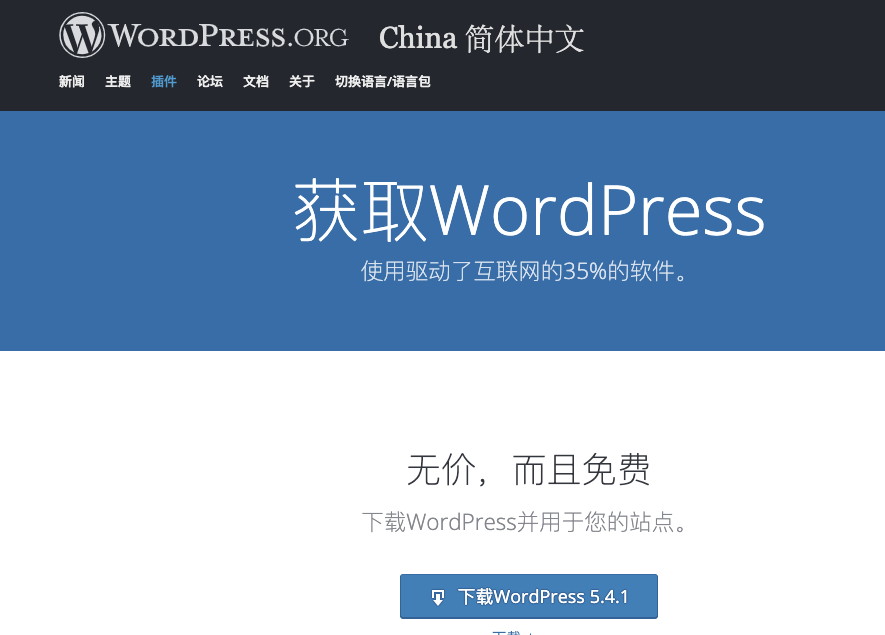 WORDPRESS.ORG China 简体中文
新闻 主题 插件 论坛 文档 关于 切换语言/语言包
获取WordPress
使用驱动了互联网的35%的软件。
无价，而且免费
下载WordPress并用于您的站点。
下载WordPress 5.4.1